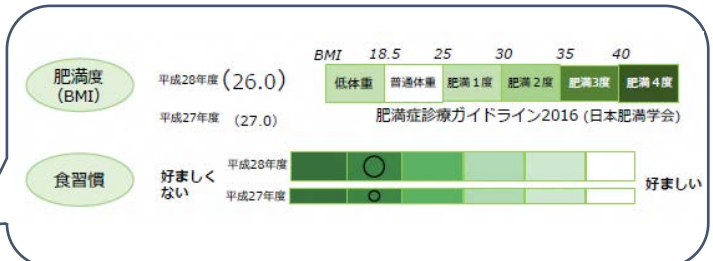 BMI 18.5 25 30 35 40
肥満度
(BMI)
平成28年度 (26.0)
低体重 普通体重 肥満1度 肥満2度 肥満3度 肥満4度
平成27年度 (27.0)
肥満症診療ガイドライン2016 (日本肥満学会)
食習慣
好ましく
ない
平成28年度
平成27年度
好ましい